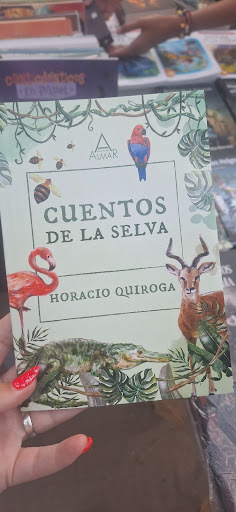 ALMAR
CUENTOS
DE LA SELVA
HORACIO QUIROGA